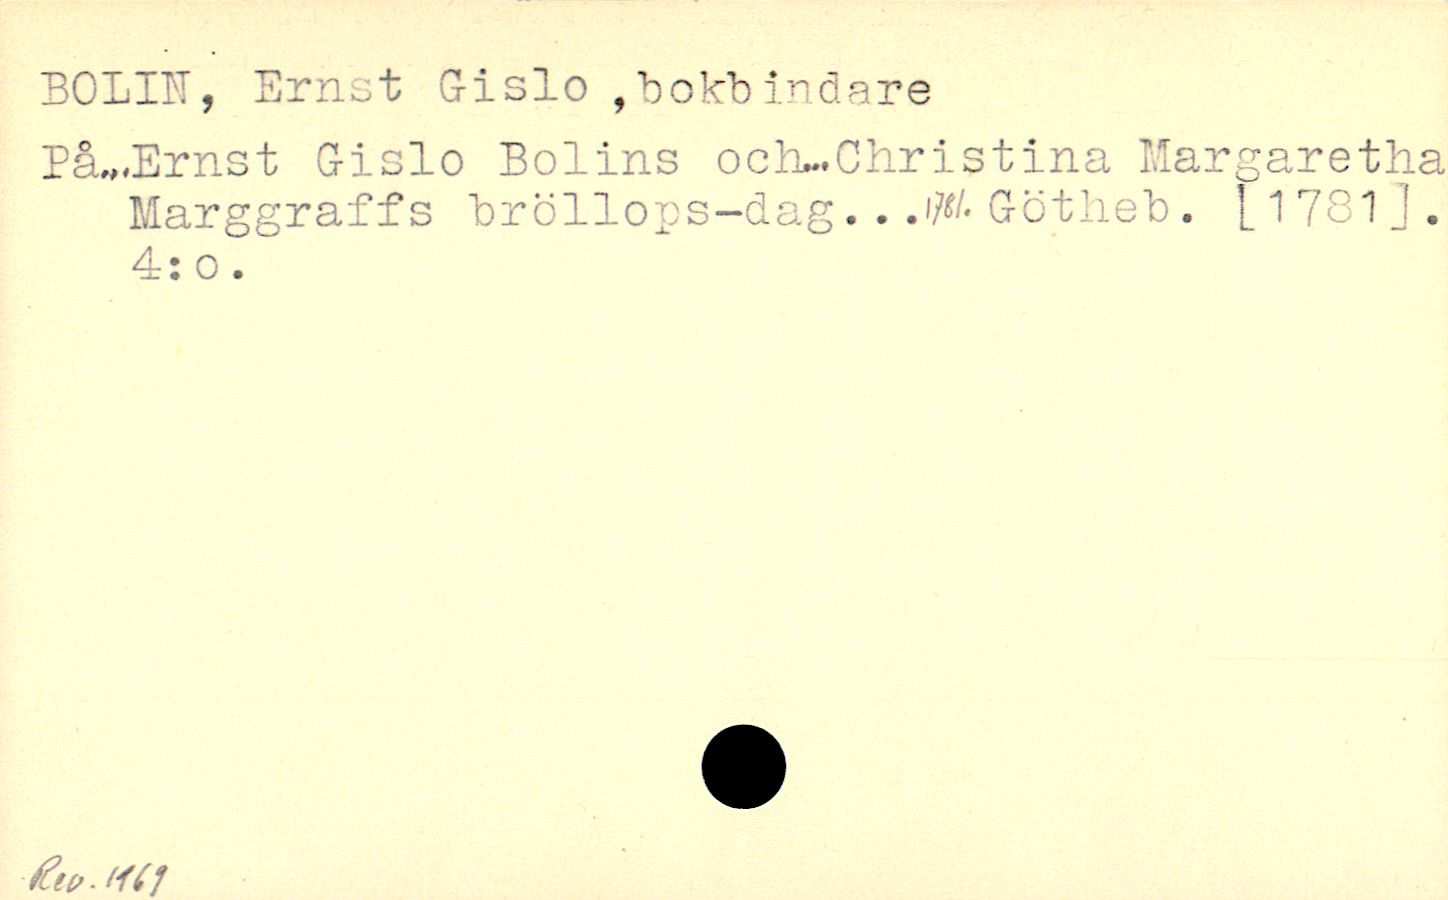 BOLIN, Ernst Gislo ,bokbindare
På...Ernst Gislo Bolins och...Christina Margaretha
Marggraffs bröllops-dag...1781. Götheb. [1781].
4:o.
Rev. 1969